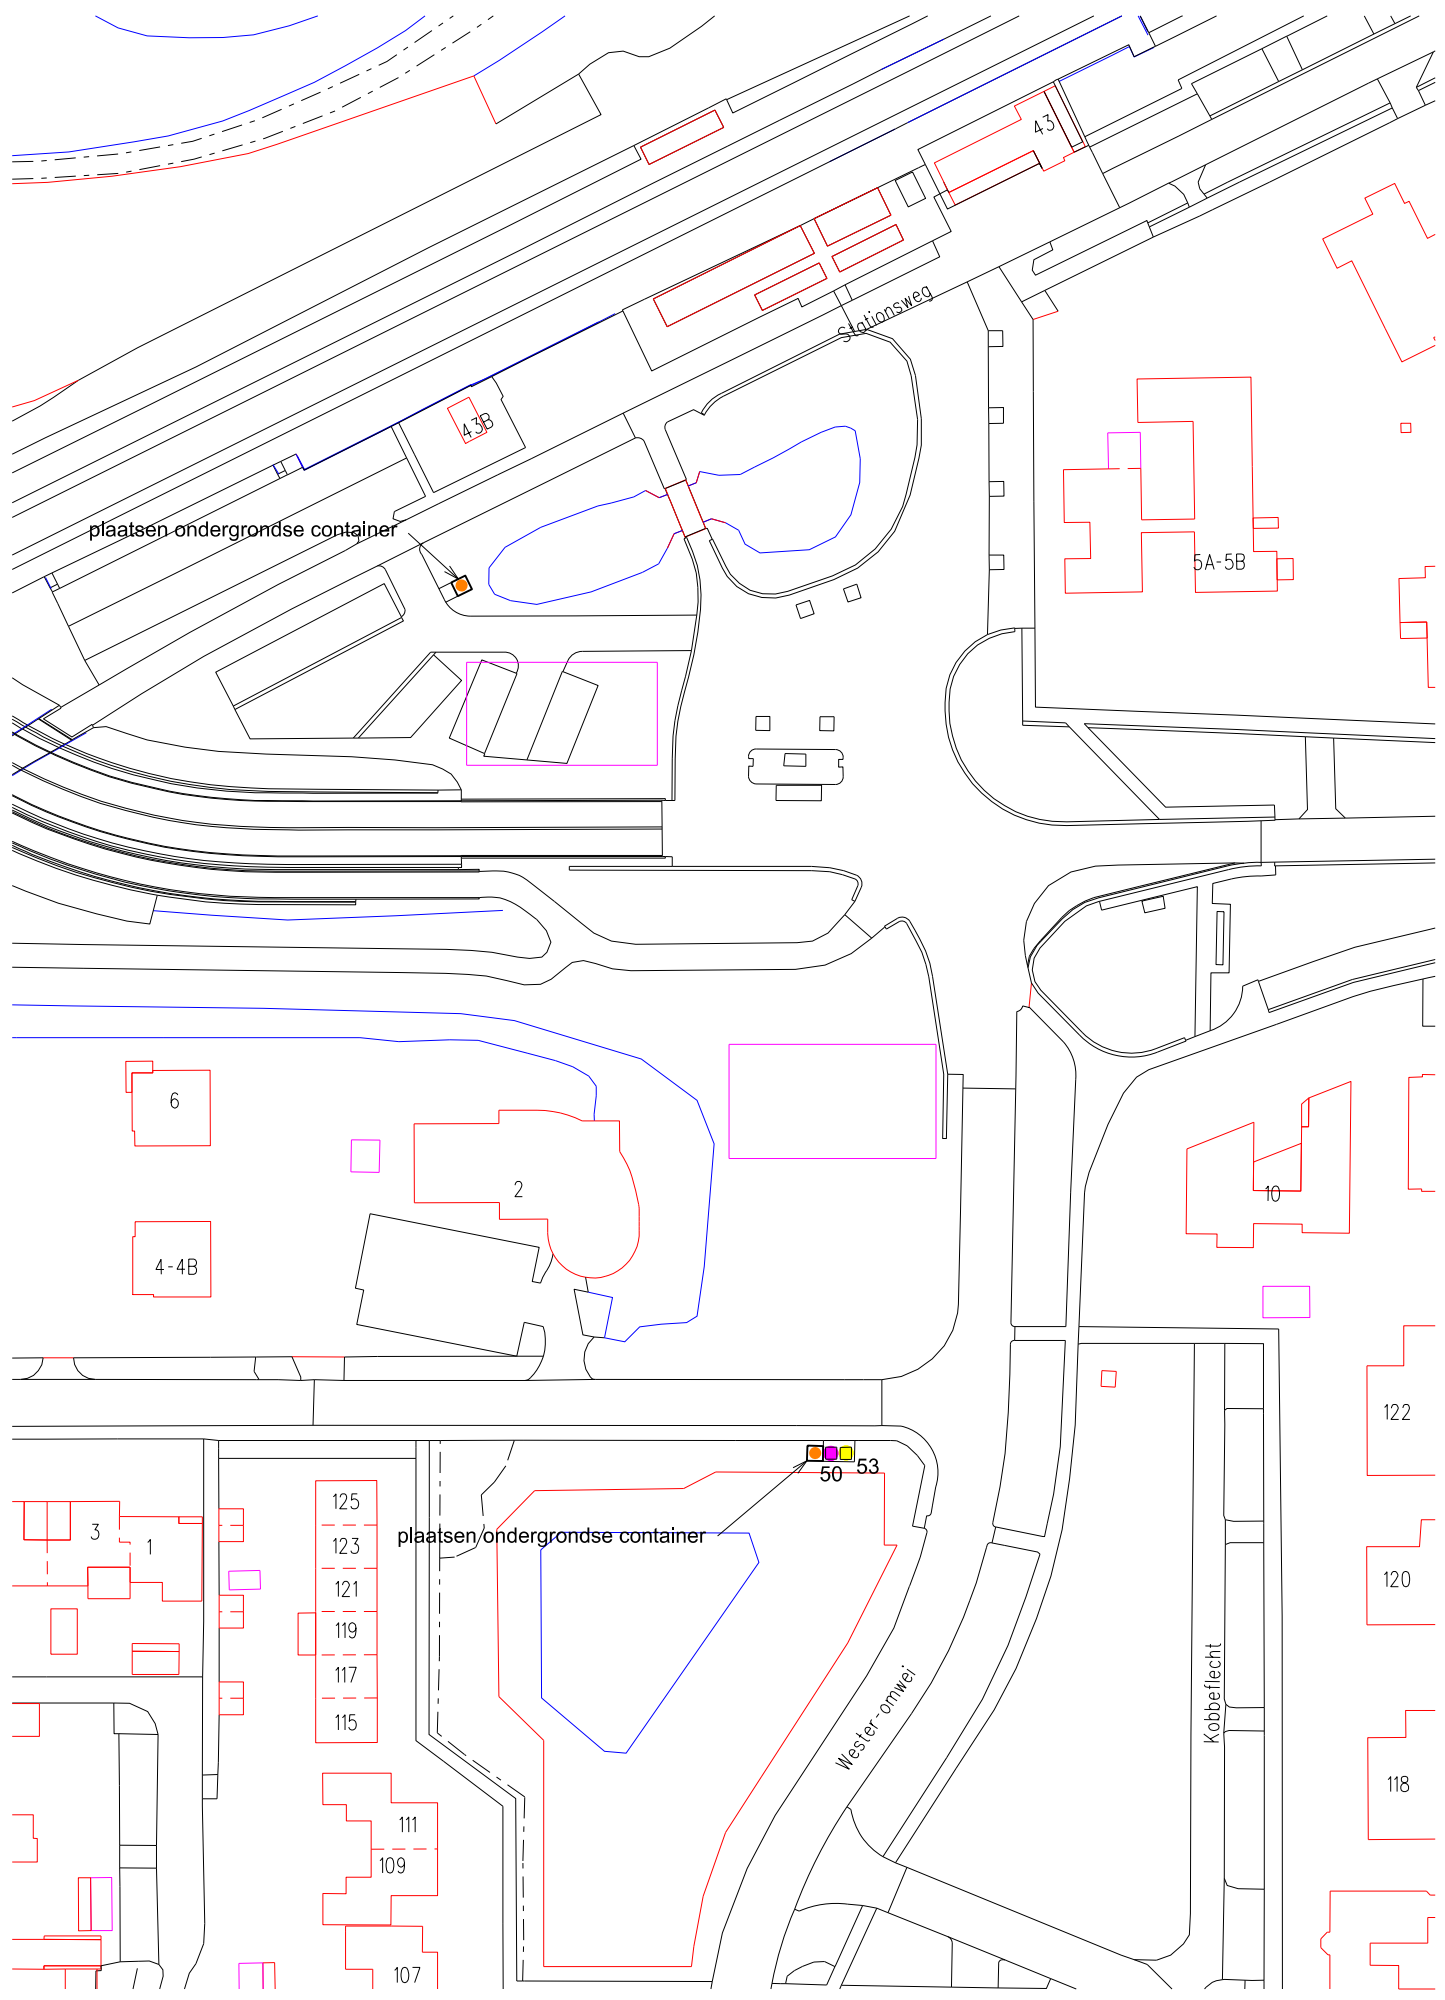 43
Stationsweg
43B
plaatsen ondergrondse container
5A-5B
6
2
10
4-4B
122
50
53
125
3
1
123
plaatsen ondergrondse container
121
120
119
117
Kobbeflecht
Wester-omwei
115
118
111
109
107